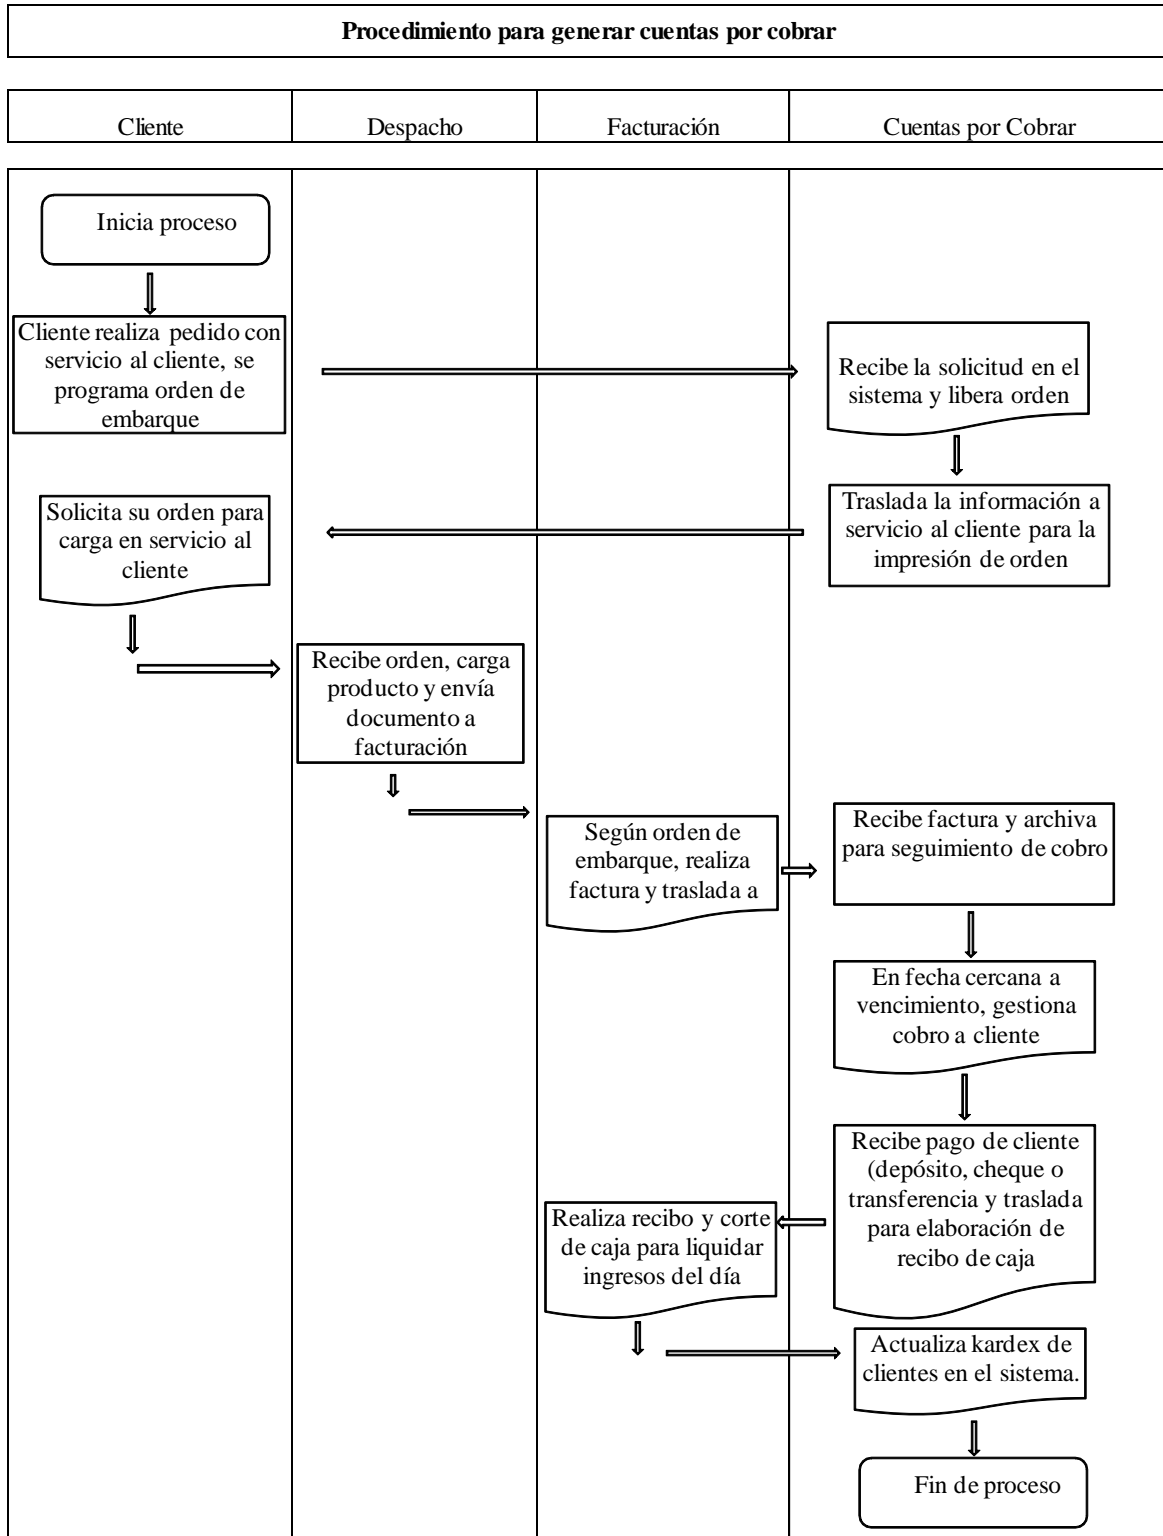 Procedimiento para generar cuentas por cobrar
Cliente
Despacho
Facturación
Cuentas por Cobrar
Inicia proceso
Cliente realiza pedido con
servicio al cliente, se
programa orden de
embarque
Recibe la solicitud en el
sistema y libera orden
Traslada la información a
servicio al cliente para la
impresión de orden
Solicita su orden para
carga en servicio al
cliente
Recibe orden, carga
producto y envía
documento a
facturación
Según orden de
embarque, realiza
factura y traslada a
Recibe factura y archiva
para seguimiento de cobro
En fecha cercana a
vencimiento, gestiona
cobro a cliente
Recibe pago de cliente
(depósito, cheque o
transferencia y traslada
para elaboración de
recibo de caja
Realiza recibo y corte
de caja para liquidar
ingresos del día
Actualiza kardex de
clientes en el sistema.
Fin de proceso